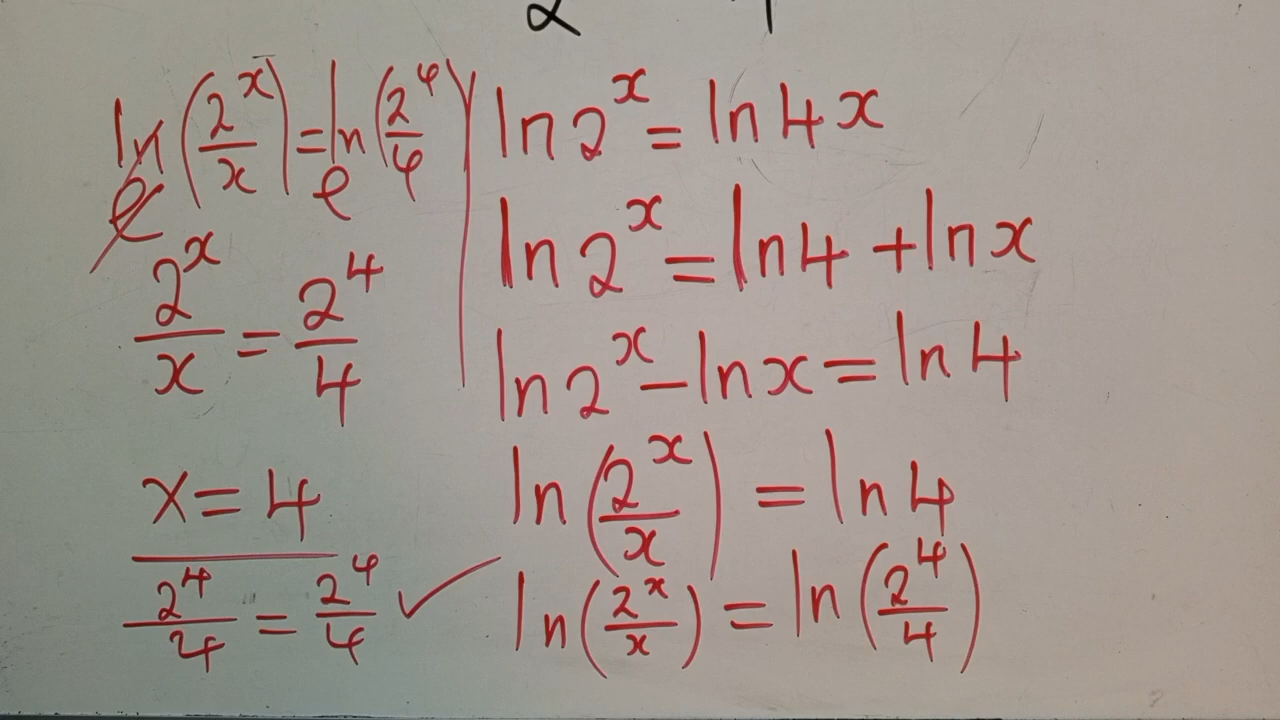 ln 2^x = ln 4x
ln 2^x = ln 4 + ln x
ln 2^x - ln x = ln 4
ln (2^x / x) = ln 4
ln (2^x / x) = ln (2^4 / 4)
e^ln (2^x / x) = e^ln (2^4 / 4)
2^x / x = 2^4 / 4
x = 4
2^4 / 4 = 2^4 / 4 ✓